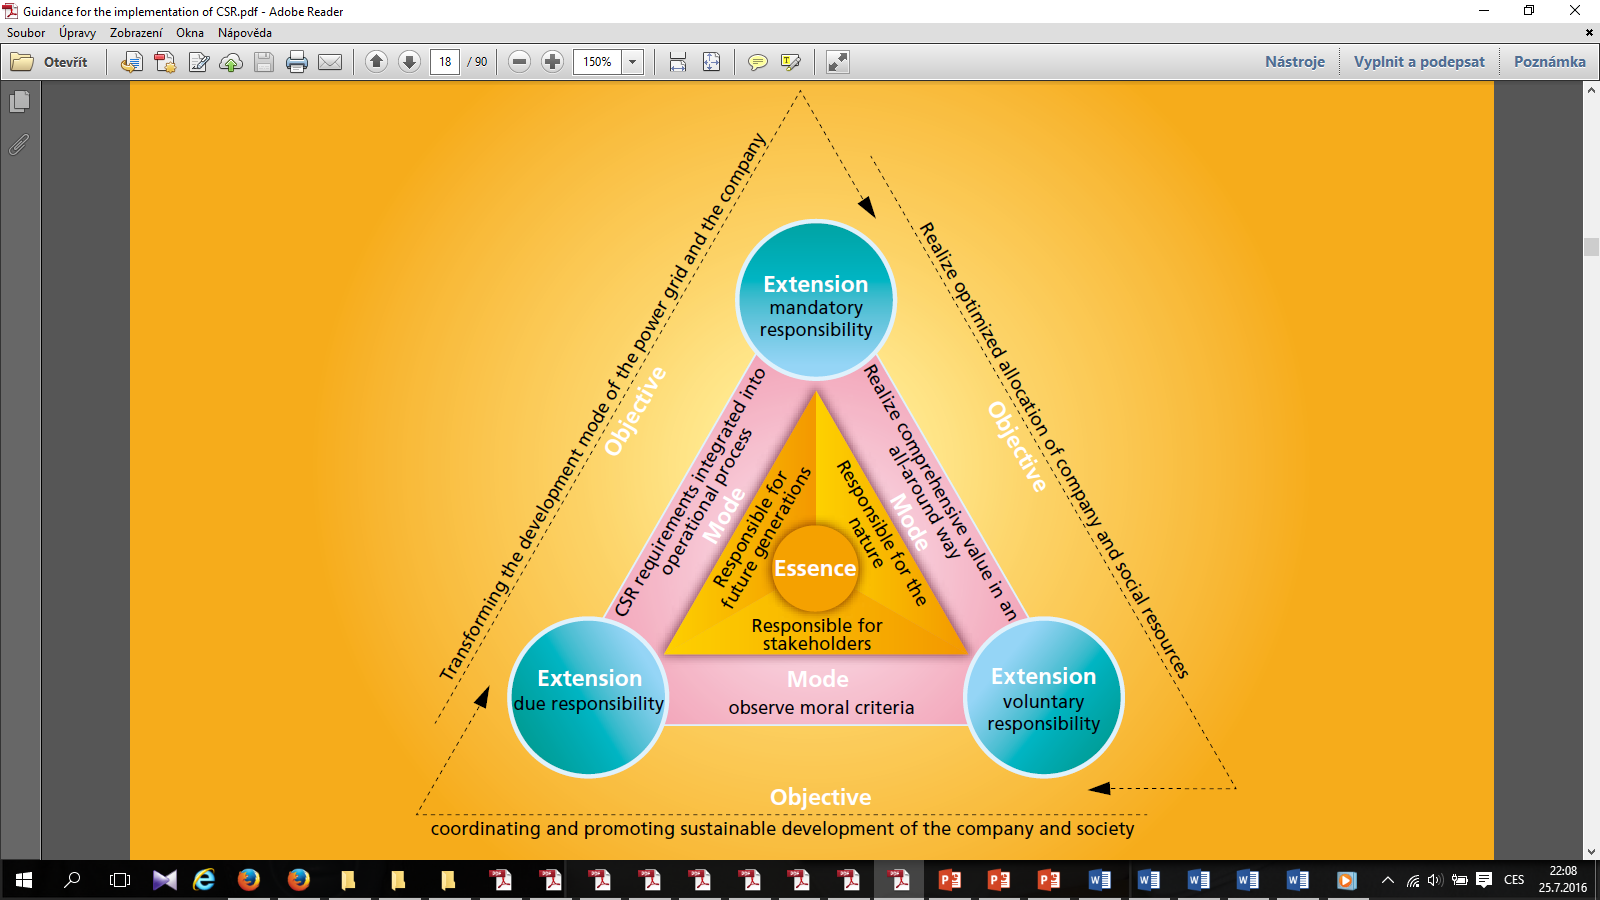 Guidance for the implementation of CSR.pdf - Adobe Reader
Soubor Úpravy Zobrazení Okna Nápověda
Otevřít 18 / 90 150% Nástroje Vyplnit a podepsat Poznámka
Transforming the development mode of the power grid and the company
Objective
Realize optimized allocation of company and social resources
Objective
Extension
mandatory
responsibility
CSR requirements integrated into
operational process
Mode
Realize comprehensive value in an
all-around way
Mode
Responsible for
future generations
Responsible for the
nature
Essence
Responsible for
stakeholders
Extension
due responsibility
Mode
observe moral criteria
Extension
voluntary
responsibility
Objective
coordinating and promoting sustainable development of the company and society
CES
22:08
25.7.2016